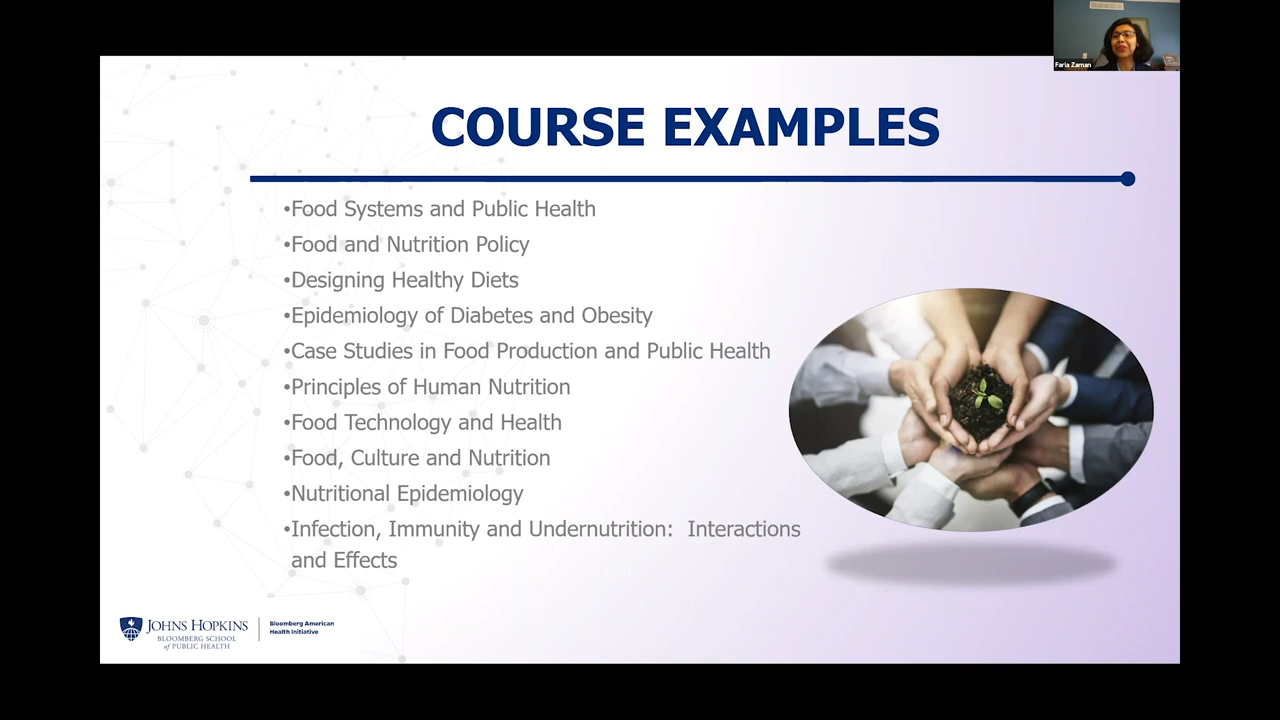 Faria Zaman
COURSE EXAMPLES
•Food Systems and Public Health
•Food and Nutrition Policy
•Designing Healthy Diets
•Epidemiology of Diabetes and Obesity
•Case Studies in Food Production and Public Health
•Principles of Human Nutrition
•Food Technology and Health
•Food, Culture and Nutrition
•Nutritional Epidemiology
•Infection, Immunity and Undernutrition:  Interactions
and Effects
JOHNS HOPKINS
BLOOMBERG SCHOOL
of PUBLIC HEALTH
Bloomberg American
Health Initiative